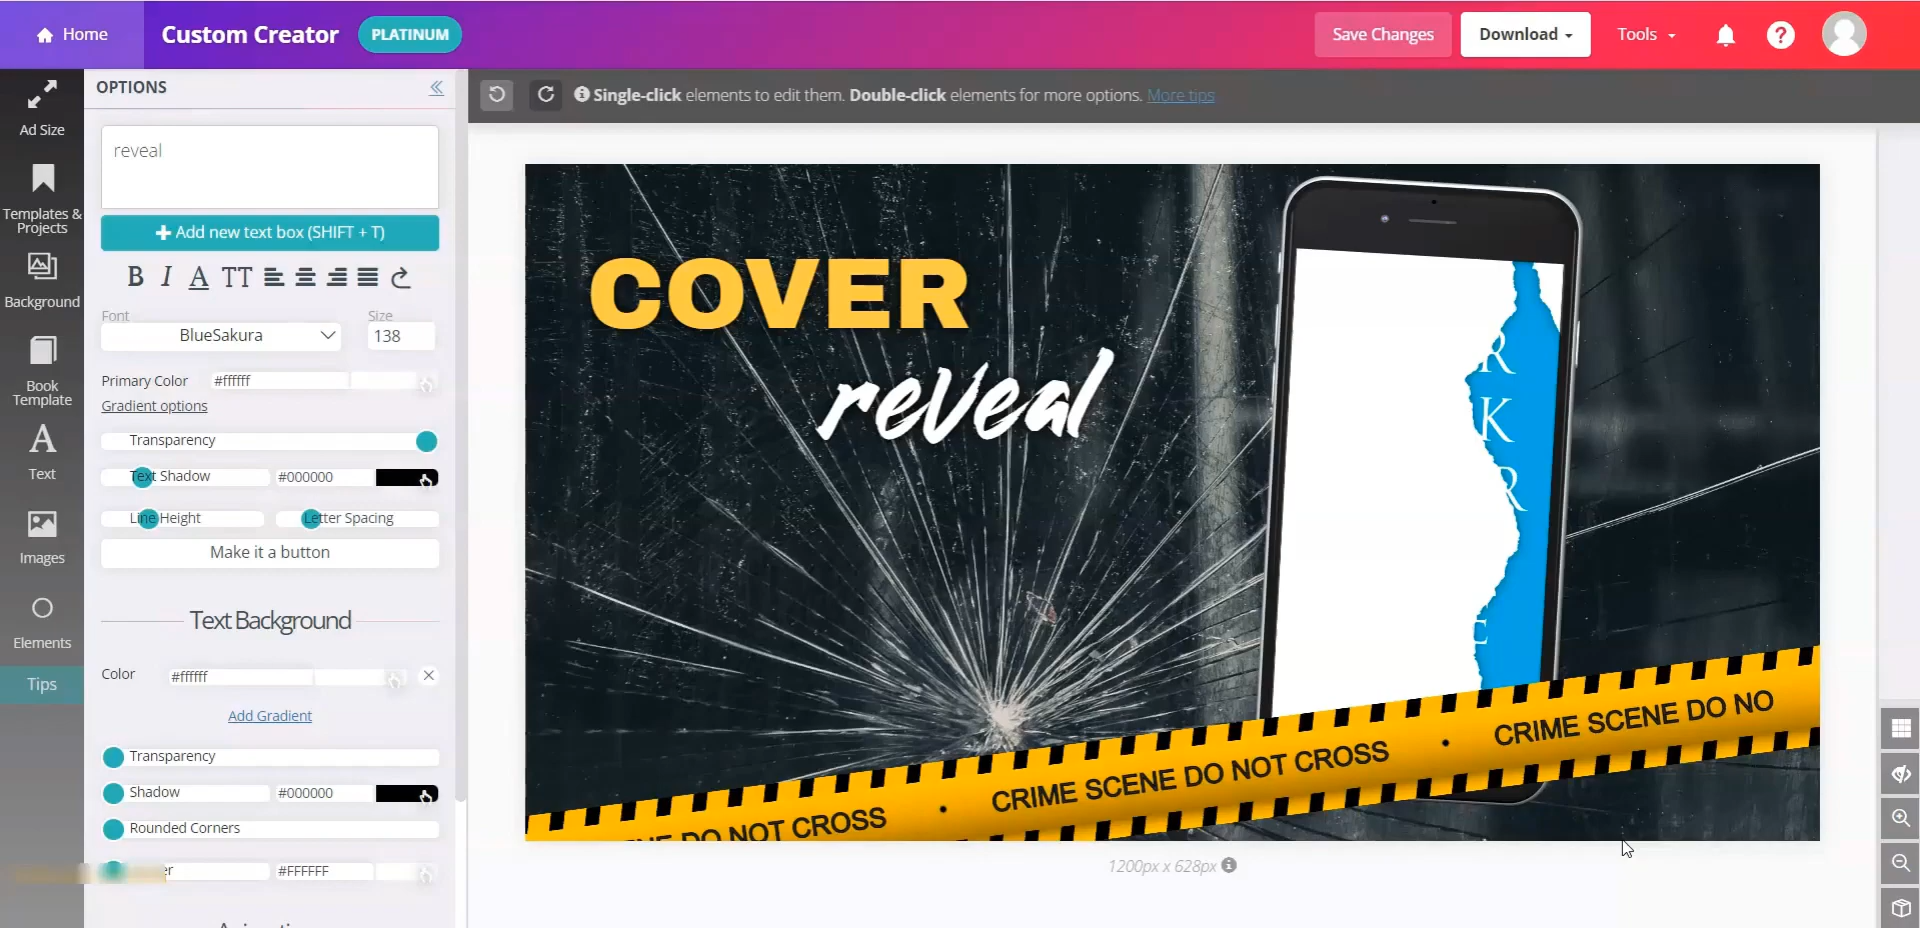 Home
Custom Creator
PLATINUM
Save Changes
Download
Tools
?
OPTIONS
Single-click elements to edit them. Double-click elements for more options. More tips
Ad Size
Templates &
Projects
Background
Book
Template
Text
Images
Elements
Tips
reveal
Add new text box (SHIFT + T)
B I A TT
Font
Size
BlueSakura
138
Primary Color
#ffffff
Gradient options
Transparency
Text Shadow
#000000
Line Height
Letter Spacing
Make it a button
Text Background
Color
#ffffff
Add Gradient
Transparency
Shadow
#000000
Rounded Corners
#FFFFFF
COVER
reveal
R
K
R
E
CRIME SCENE DO NO
CRIME SCENE DO NOT CROSS
NE DO NOT CROSS
1200px x 628px